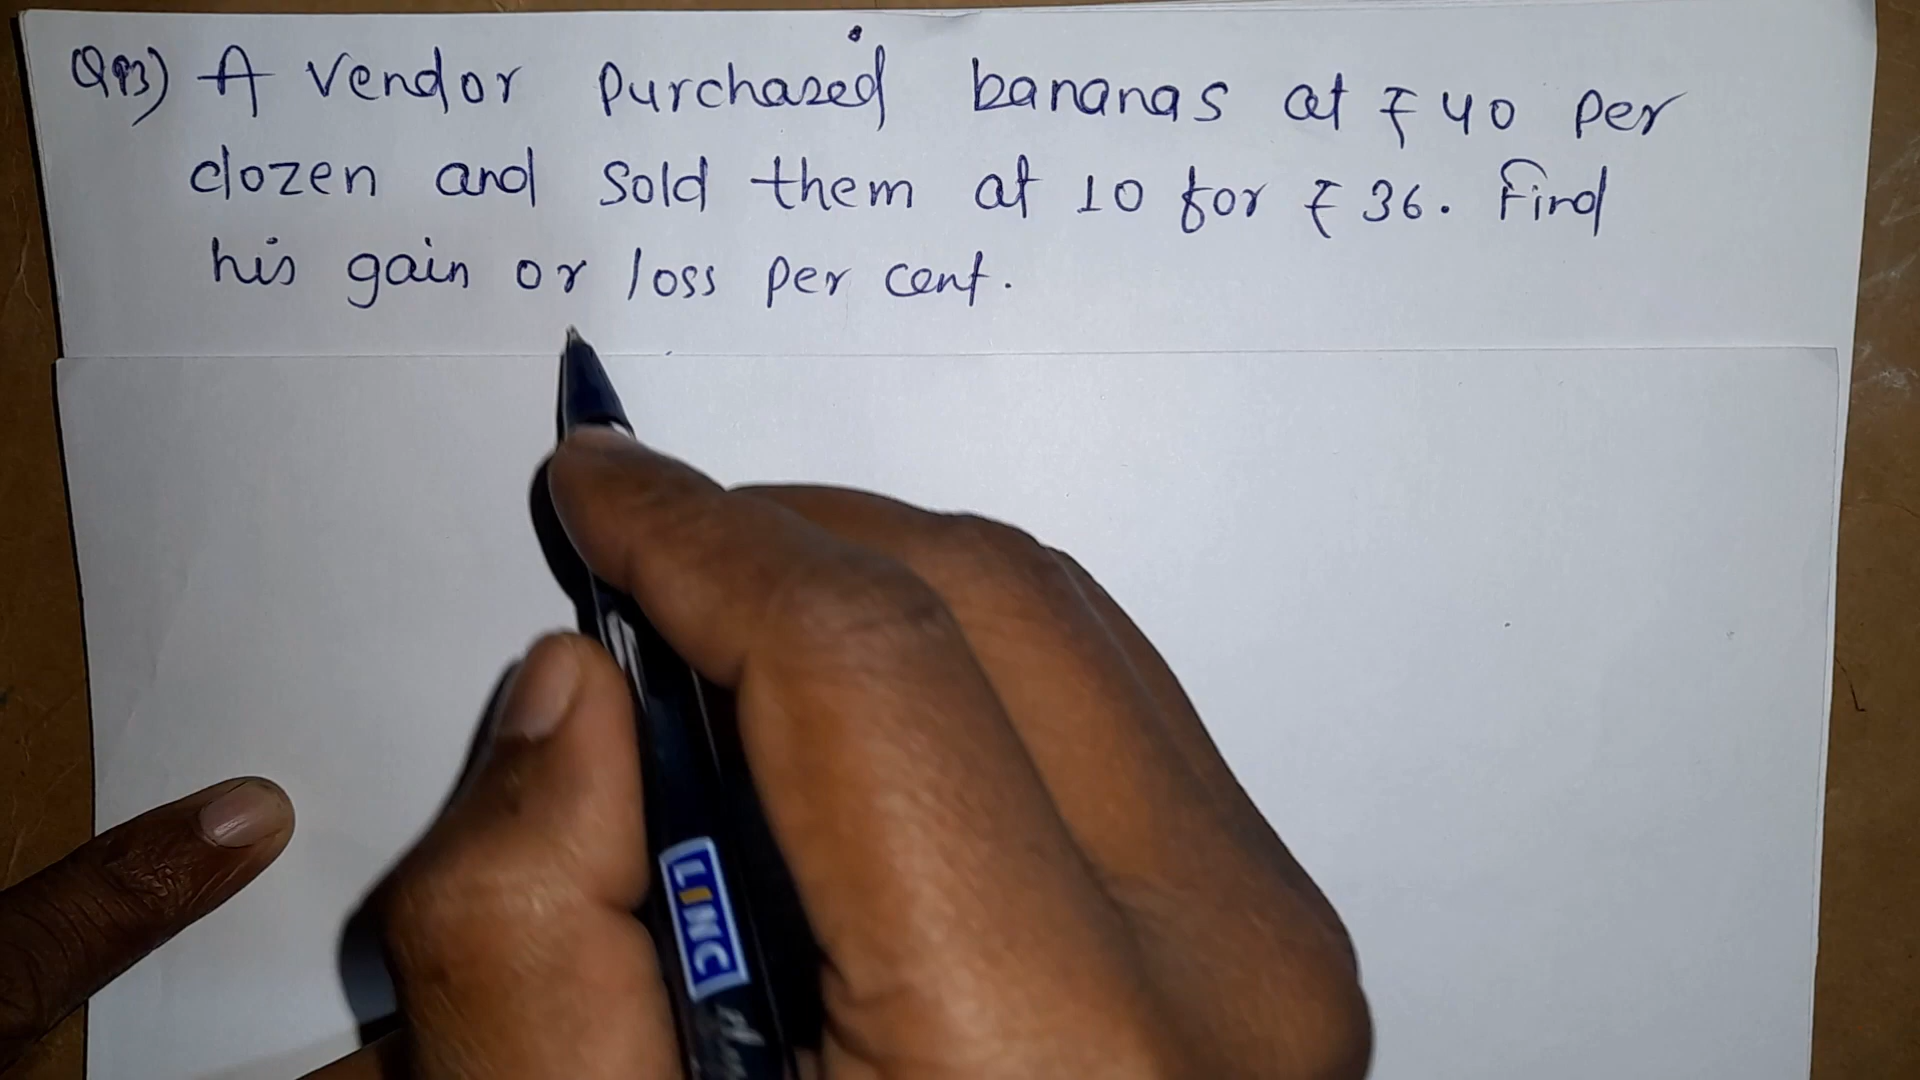 Q93) A vendor purchased bananas at ₹40 per
dozen and sold them at 10 for ₹36. Find
his gain or loss per cent.
LINC